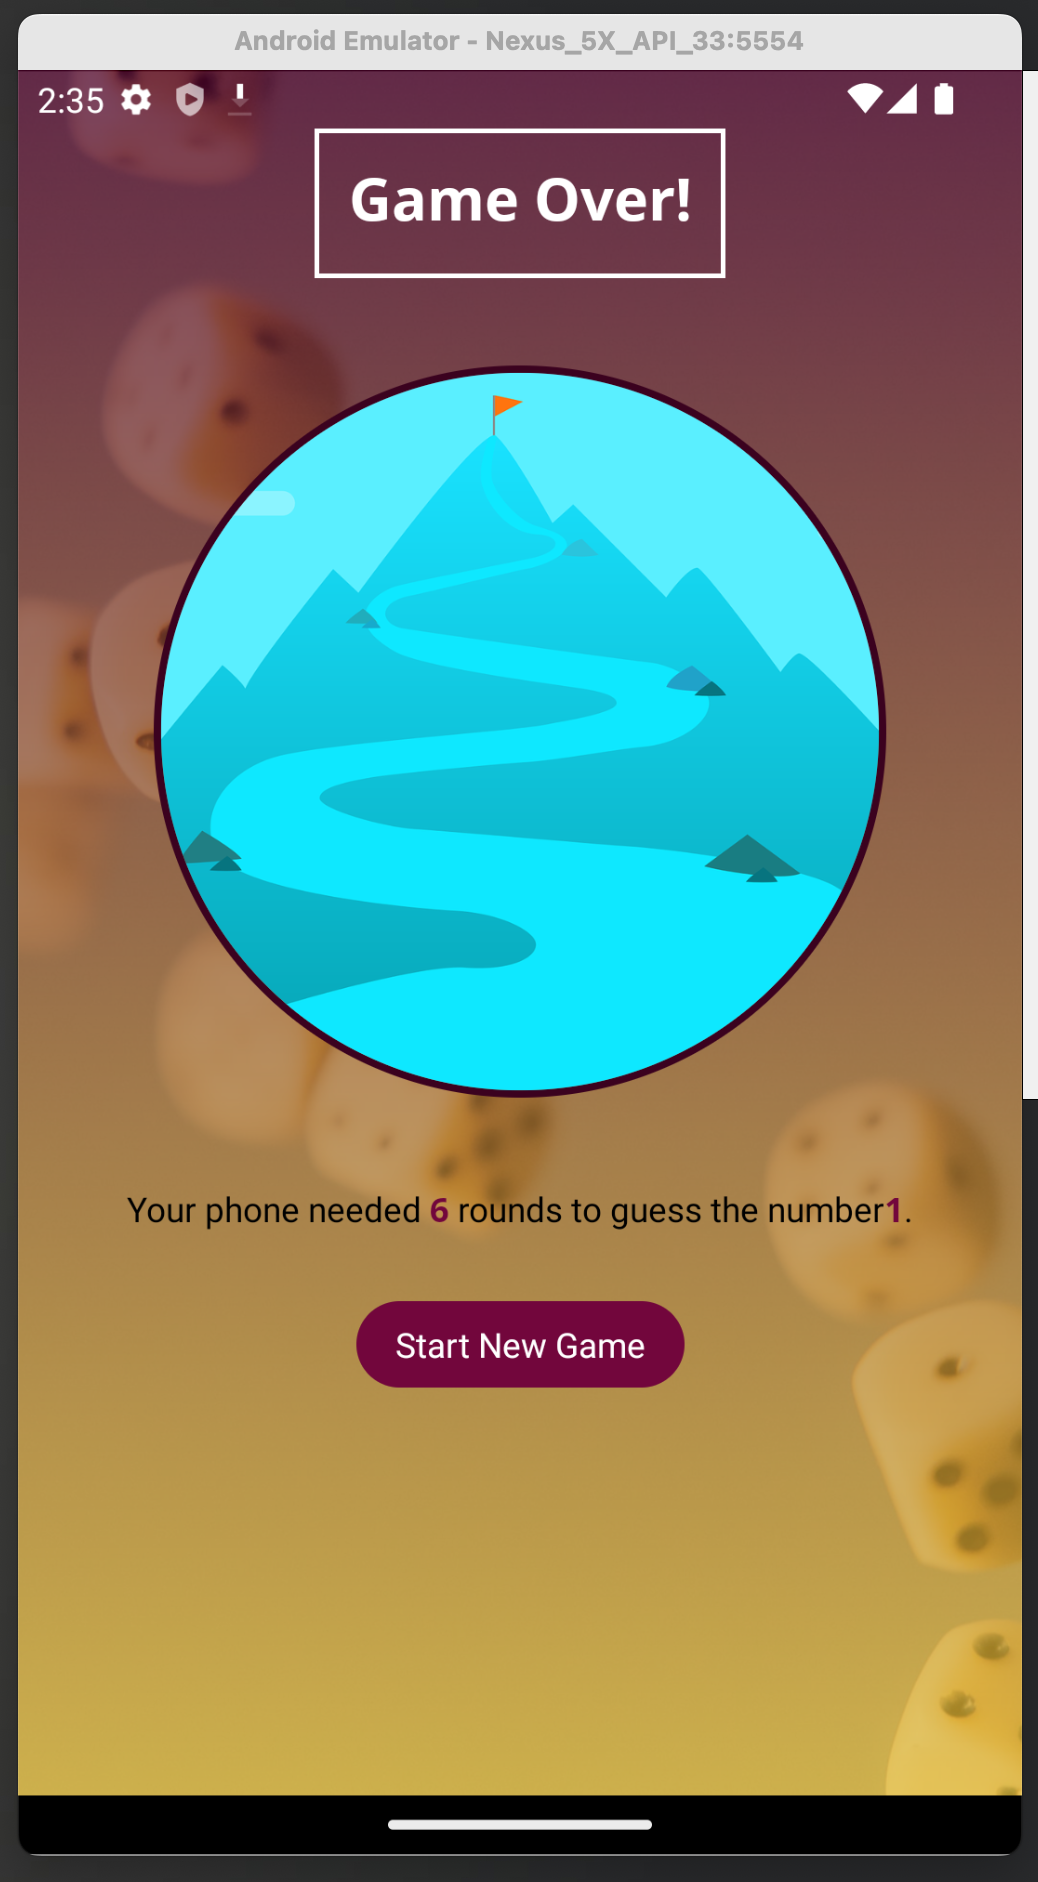 Android Emulator - Nexus_5X_API_33:5554
2:35
Game Over!
Your phone needed 6 rounds to guess the number1.
Start New Game